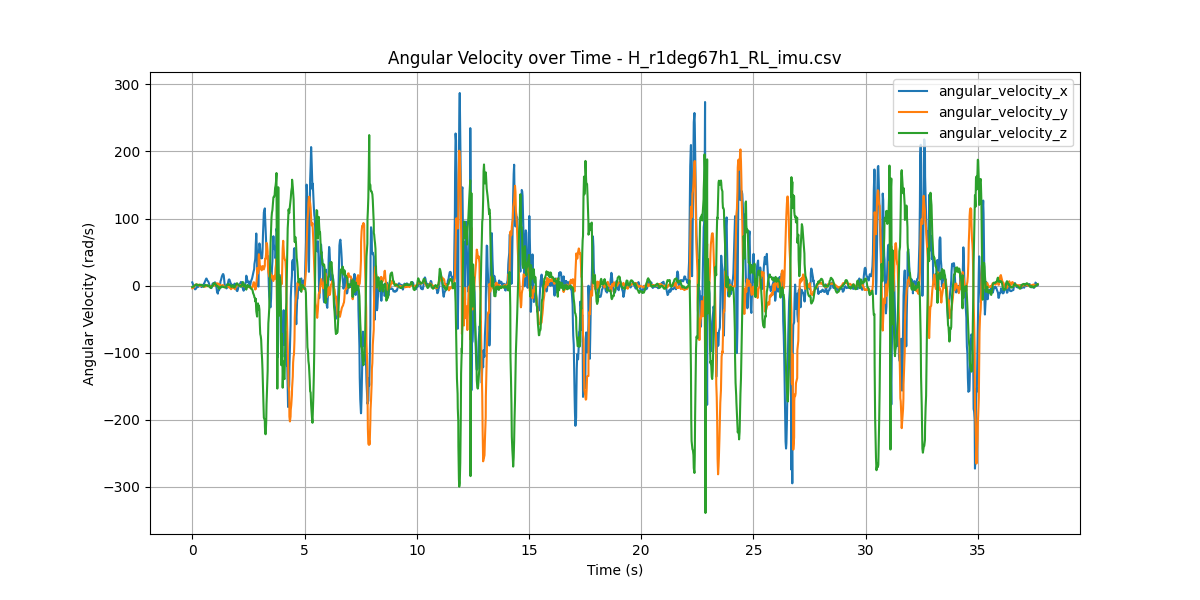 Angular Velocity over Time - H_r1deg67h1_RL_imu.csv
angular_velocity_x
angular_velocity_y
angular_velocity_z
Angular Velocity (rad/s)
300
200
100
0
−100
−200
−300
0 5 10 15 20 25 30 35
Time (s)